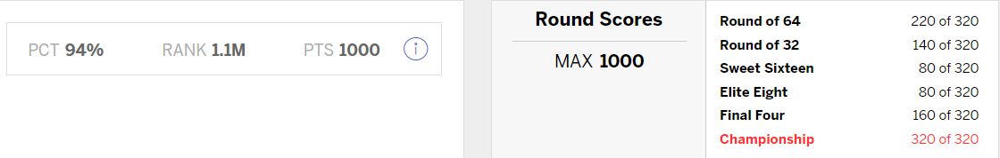 PCT 94% RANK 1.1M PTS 1000 i
Round Scores
MAX 1000
Round of 64 220 of 320
Round of 32 140 of 320
Sweet Sixteen 80 of 320
Elite Eight 80 of 320
Final Four 160 of 320
Championship 320 of 320